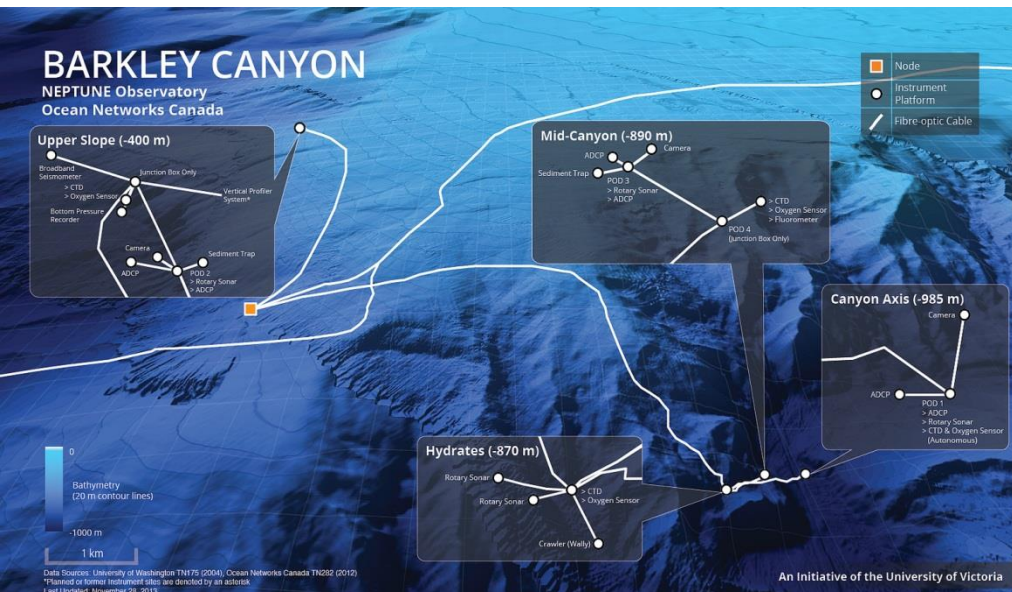 BARKLEY CANYON
NEPTUNE Observatory
Ocean Networks Canada
Node
Instrument
Platform
Fibre-optic Cable
Upper Slope (-400 m)
Broadband
Seismometer
Junction Box Only
> CTD
> Oxygen Sensor
Bottom Pressure
Recorder
Vertical Profiler
System*
Camera
Sediment Trap
ADCP
POD 2
> Rotary Sonar
> ADCP
Mid-Canyon (-890 m)
ADCP
Camera
Sediment Trap
POD 3
> Rotary Sonar
> ADCP
> CTD
> Oxygen Sensor
> Fluorometer
POD 4
(Junction Box Only)
Canyon Axis (-985 m)
Camera
ADCP
POD 1
> ADCP
> Rotary Sonar
> CTD & Oxygen Sensor
(Autonomous)
Hydrates (-870 m)
Rotary Sonar
Rotary Sonar
> CTD
> Oxygen Sensor
Crawler (Wally)
0
Bathymetry
(20 m contour lines)
-1000 m
1 km
Data Sources: University of Washington TN175 (2004), Ocean Networks Canada TN282 (2012)
*Planned or former Instrument sites are denoted by an asterisk
Last Updated: November 28, 2013
An Initiative of the University of Victoria